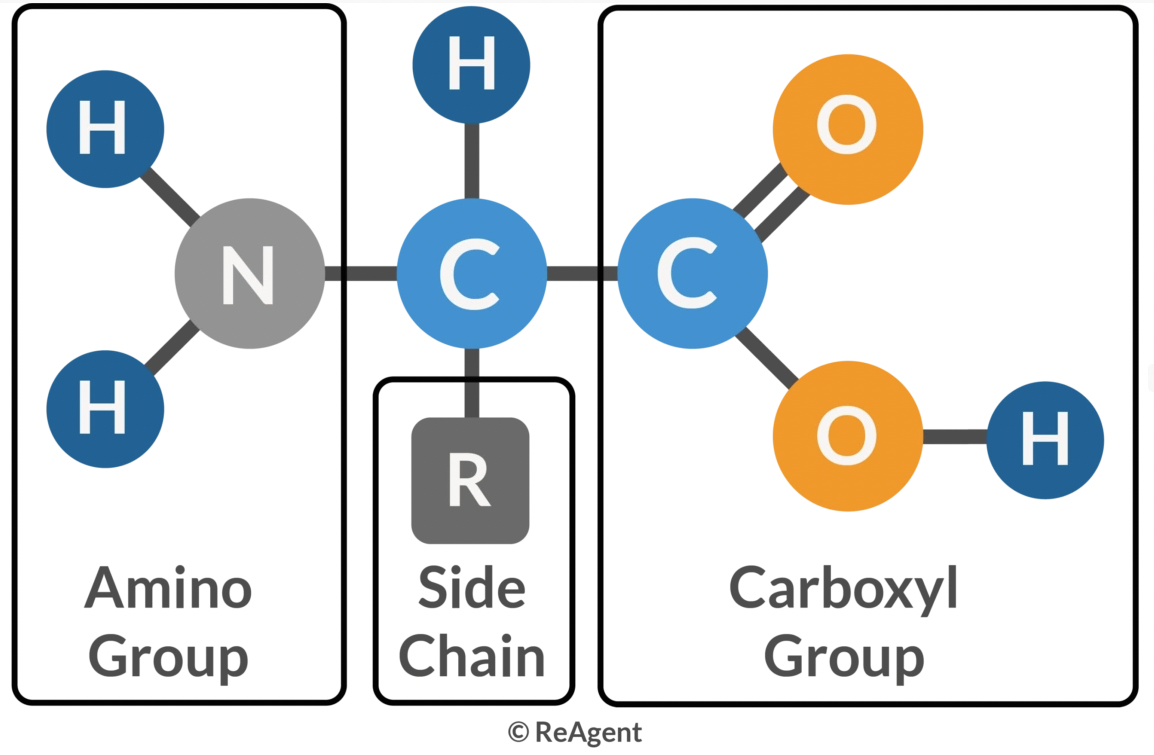 H
H
O
N
C
C
H
O
H
R
Amino
Group
Side
Chain
Carboxyl
Group
© ReAgent